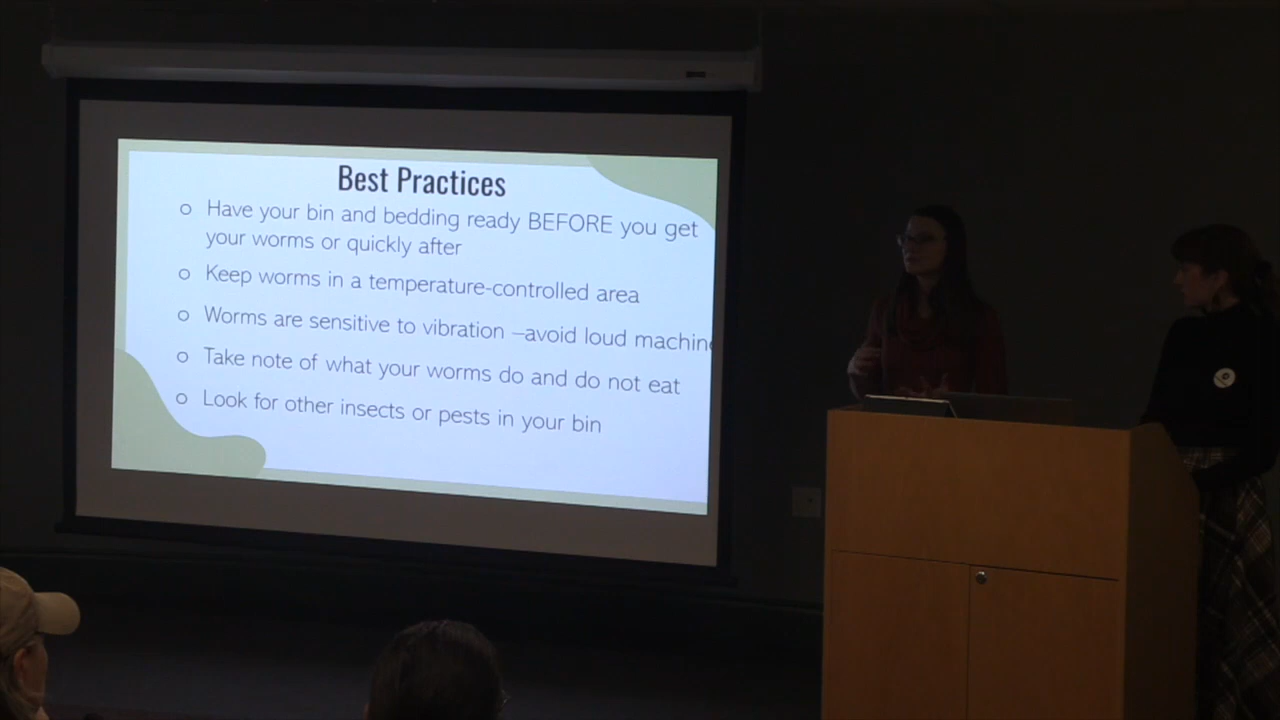 Best Practices
o Have your bin and bedding ready BEFORE you get
your worms or quickly after
o Keep worms in a temperature-controlled area
o Worms are sensitive to vibration –avoid loud machin
o Take note of what your worms do and do not eat
o Look for other insects or pests in your bin